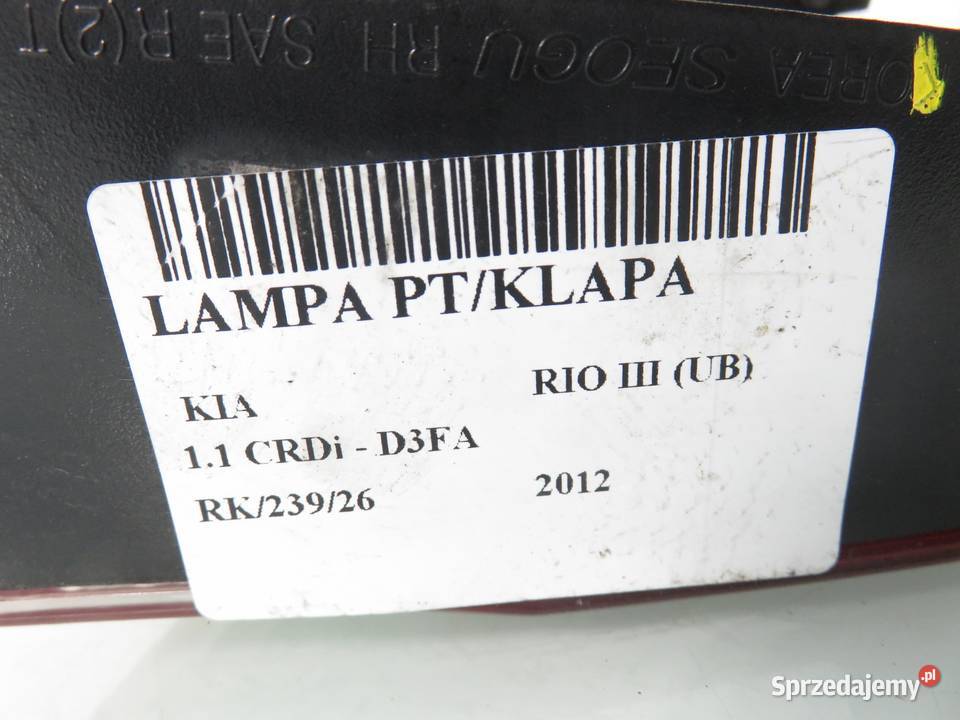 OREA SEOGU RH SAE R(2)T
LAMPA PT/KLAPA
KIA RIO III (UB)
1.1 CRDi - D3FA
RK/239/26 2012
Sprzedajemy.pl